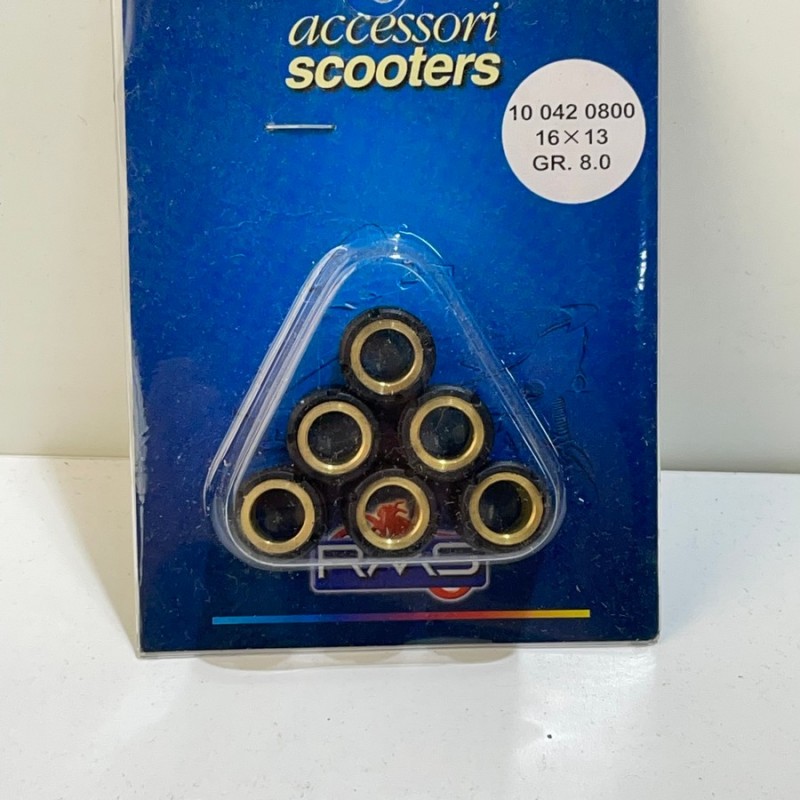 accessori
scooters
10 042 0800
16×13
GR. 8.0
RMS